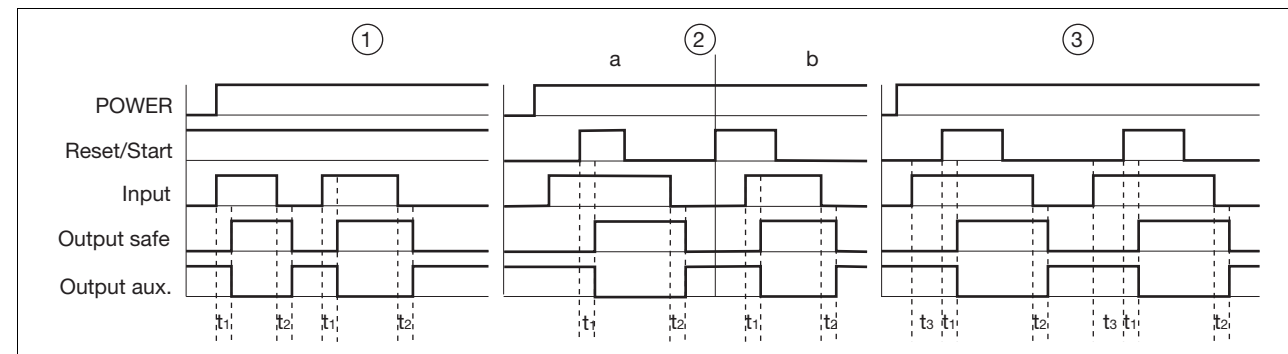 1 2 3
a b
POWER
Reset/Start
Input
Output safe
Output aux.
t1 t2 t1 t2 t1 t2 t1 t2 t3 t1 t2 t3 t1 t2